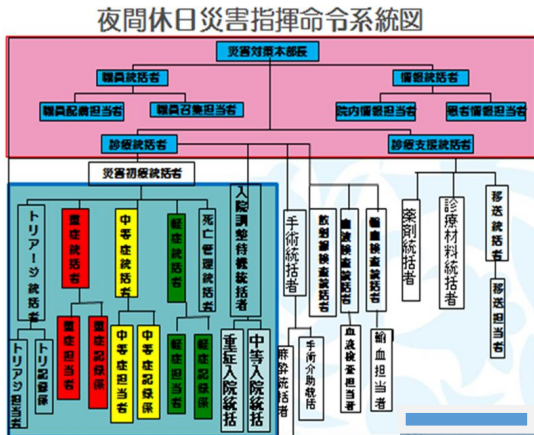 夜間休日災害指揮命令系統図
災害対策本部長
職員統括者
情報統括者
職員配備担当者
職員召集担当者
院内情報担当者
患者情報担当者
診療統括者
診療支援統括者
災害初療統括者
トリアージ統括者
重症統括者
中等症統括者
軽症統括者
死亡管理統括者
入院調整待機統括者
手術統括者
放射線検査統括者
血液検査統括者
輸血検査統括者
薬剤統括者
診療材料統括者
移送統括者
トリアージ担当者
トリ記録係
重症担当者
重症記録係
中等症担当者
中等症記録係
軽症担当者
軽症記録係
重症入院統括
中等入院統括
麻酔統括者
手術介助統括
血液検査担当者
輸血担当者
移送担当者